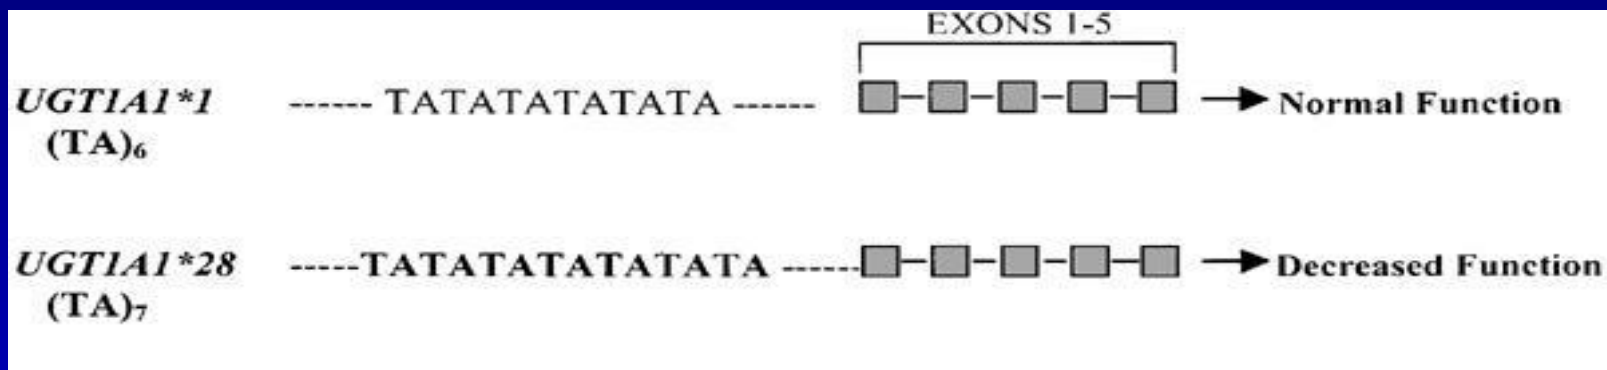 EXONS 1-5
UGT1A1*1 ------ TATATATATATA ------ Normal Function
(TA)₆
UGT1A1*28 -----TATATATATATATA ------ Decreased Function
(TA)₇